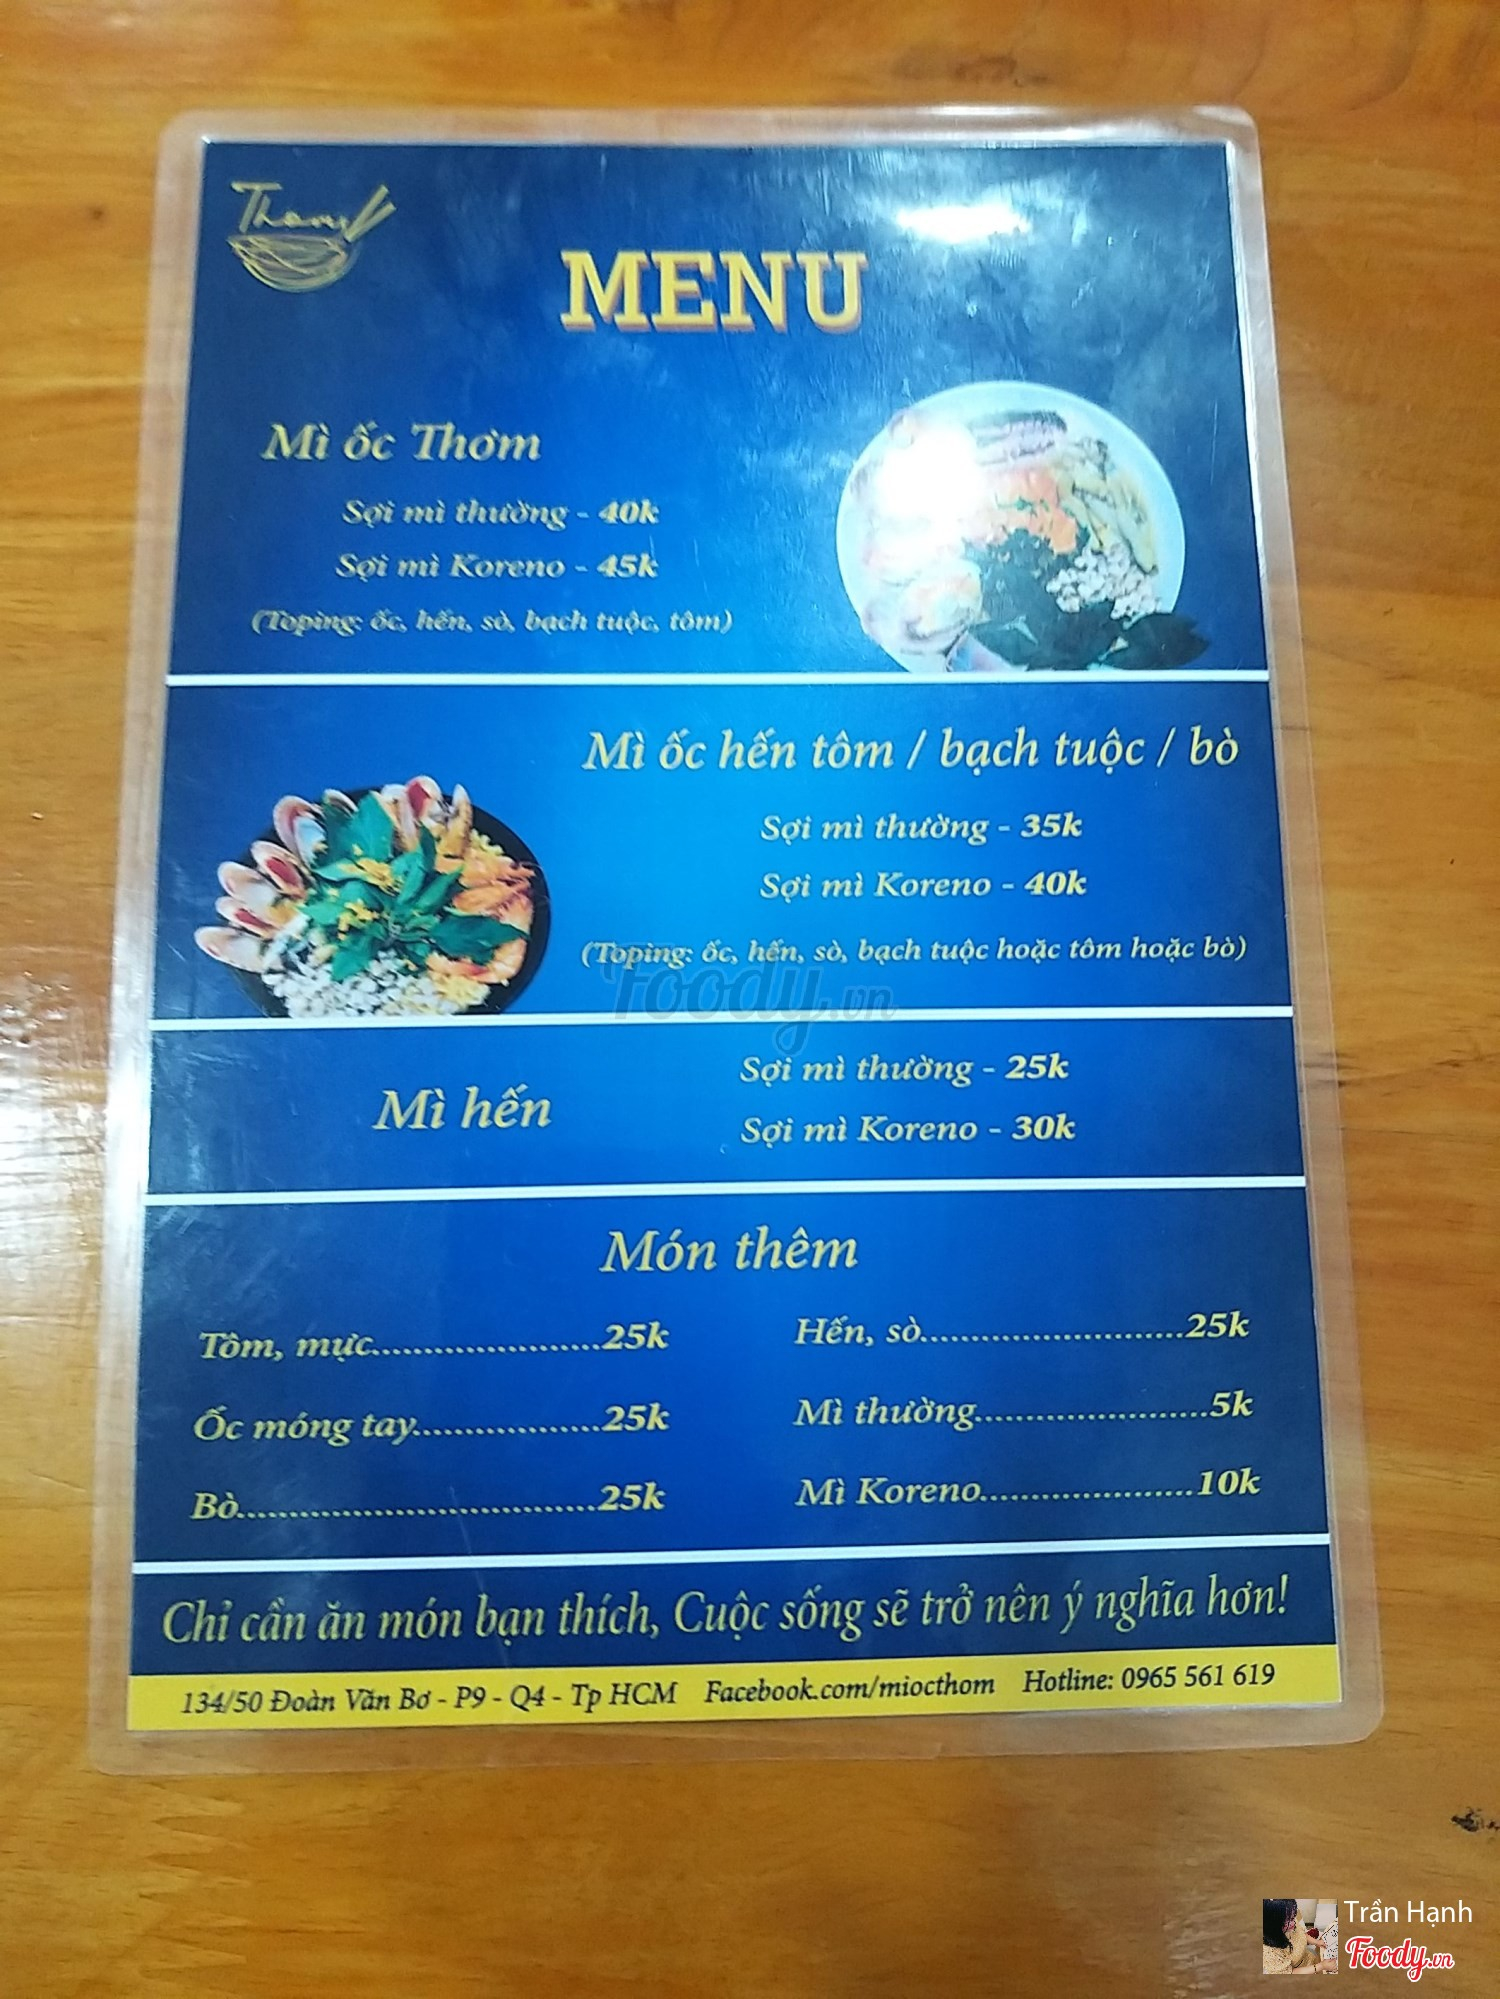 Thơm
MENU
Mì ốc Thơm
Sợi mì thường - 40k
Sợi mì Koreno - 45k
(Toping: ốc, hến, sò, bạch tuộc, tôm)
Mì ốc hến tôm / bạch tuộc / bò
Sợi mì thường - 35k
Sợi mì Koreno - 40k
(Toping: ốc, hến, sò, bạch tuộc hoặc tôm hoặc bò)
Foody.vn
Mì hến
Sợi mì thường - 25k
Sợi mì Koreno - 30k
Món thêm
Tôm, mực......................25k
Ốc móng tay..................25k
Bò..................................25k
Hến, sò..........................25k
Mì thường.......................5k
Mì Koreno.....................10k
Chỉ cần ăn món bạn thích, Cuộc sống sẽ trở nên ý nghĩa hơn!
134/50 Đoàn Văn Bơ - P9 - Q4 - Tp HCM Facebook.com/miocthom Hotline: 0965 561 619
Trần Hạnh
Foody.vn